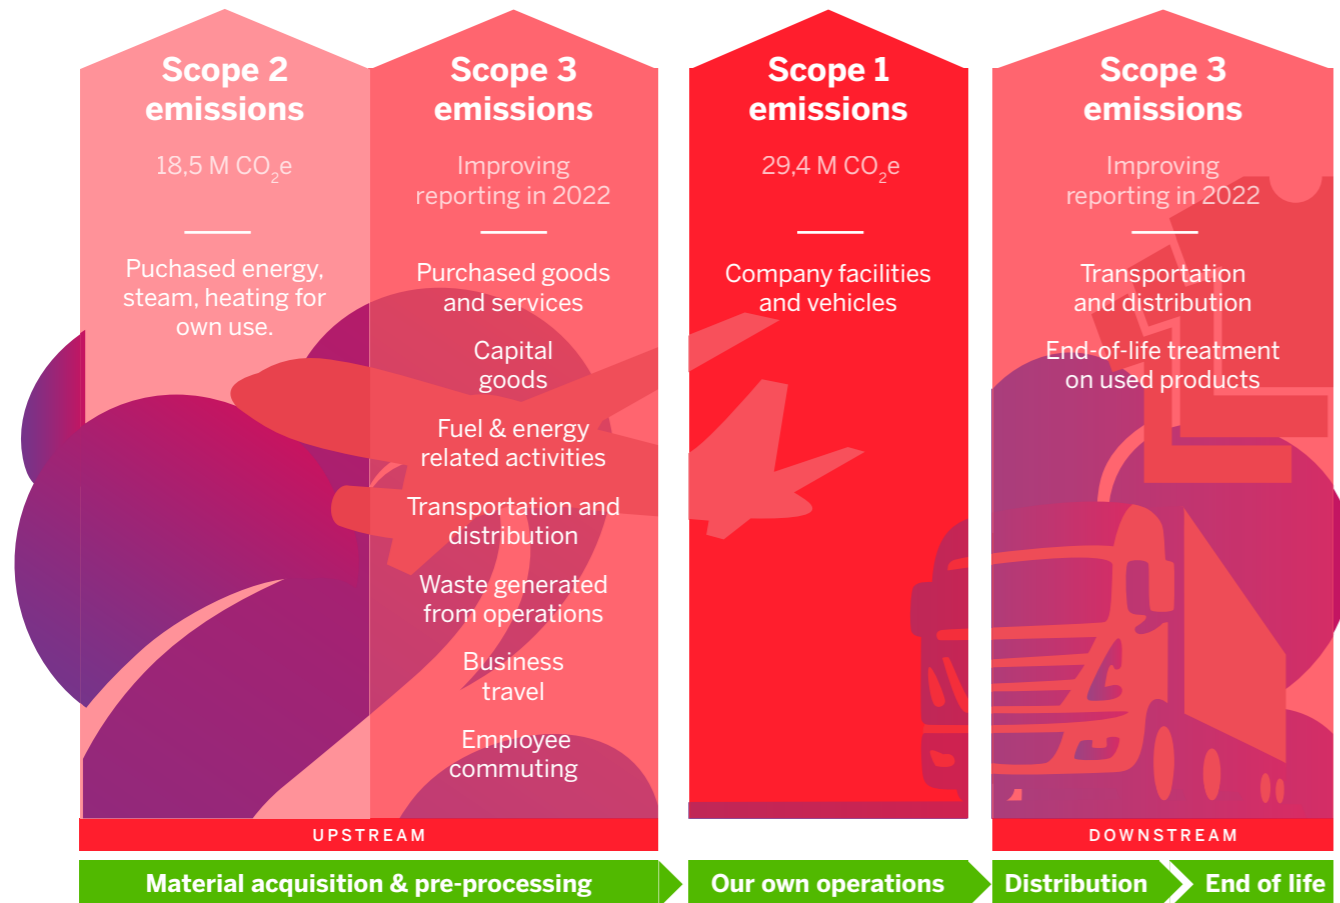 Scope 2
emissions
18,5 M CO₂e
Puchased energy,
steam, heating for
own use.
Scope 3
emissions
Improving
reporting in 2022
Purchased goods
and services
Capital
goods
Fuel & energy
related activities
Transportation and
distribution
Waste generated
from operations
Business
travel
Employee
commuting
UPSTREAM
Material acquisition & pre-processing
Scope 1
emissions
29,4 M CO₂e
Company facilities
and vehicles
Our own operations
Scope 3
emissions
Improving
reporting in 2022
Transportation
and distribution
End-of-life treatment
on used products
DOWNSTREAM
Distribution
End of life